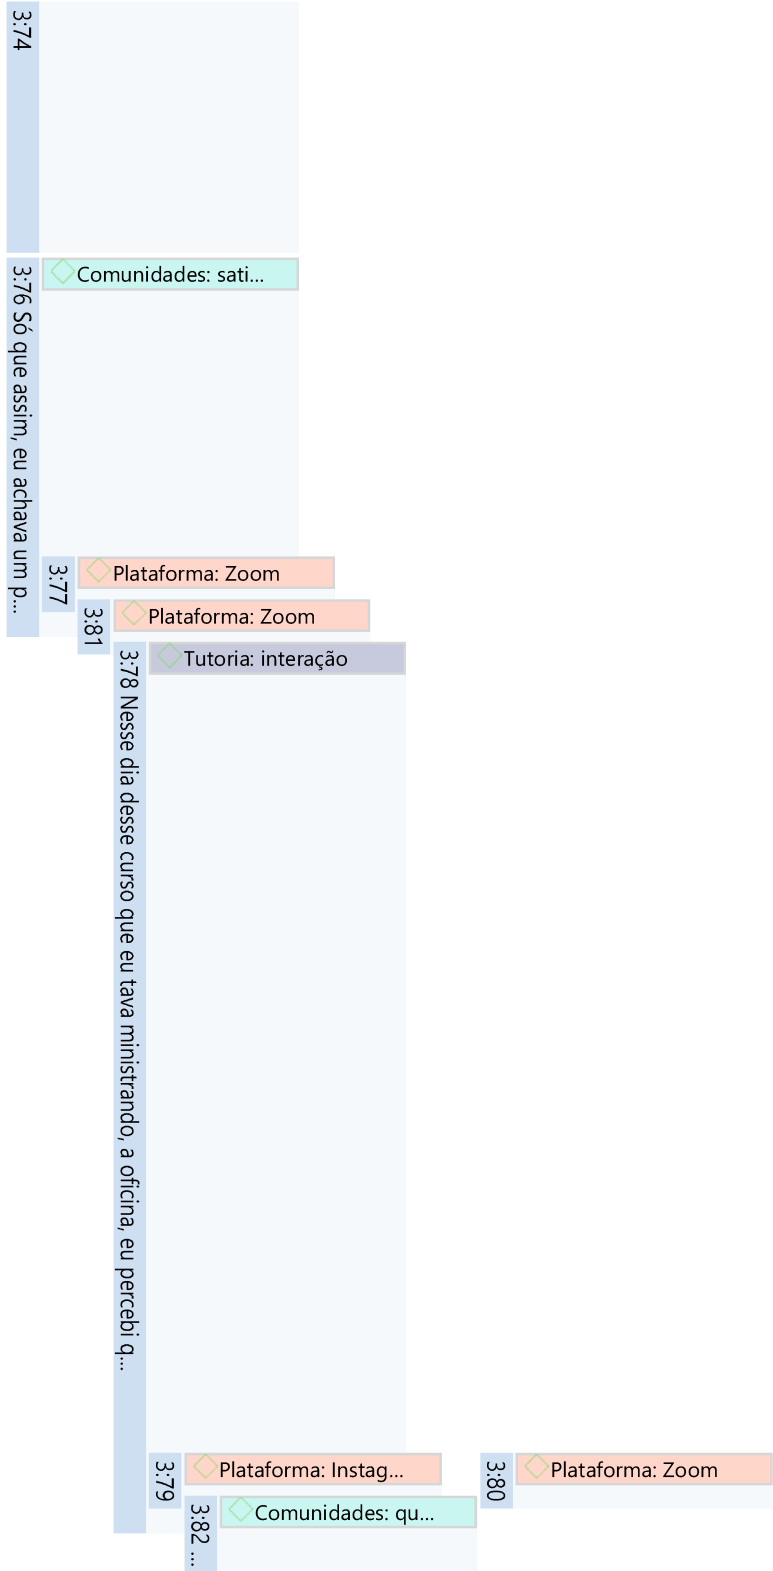 3:74
3:76 Só que assim, eu achava um p...
Comunidades: sati...
3:77
Plataforma: Zoom
3:81
Plataforma: Zoom
3:78 Nesse dia desse curso que eu tava ministrando, a oficina, eu percebi q...
Tutoria: interação
3:79
Plataforma: Instag...
3:80
Plataforma: Zoom
3:82 ...
Comunidades: qu...